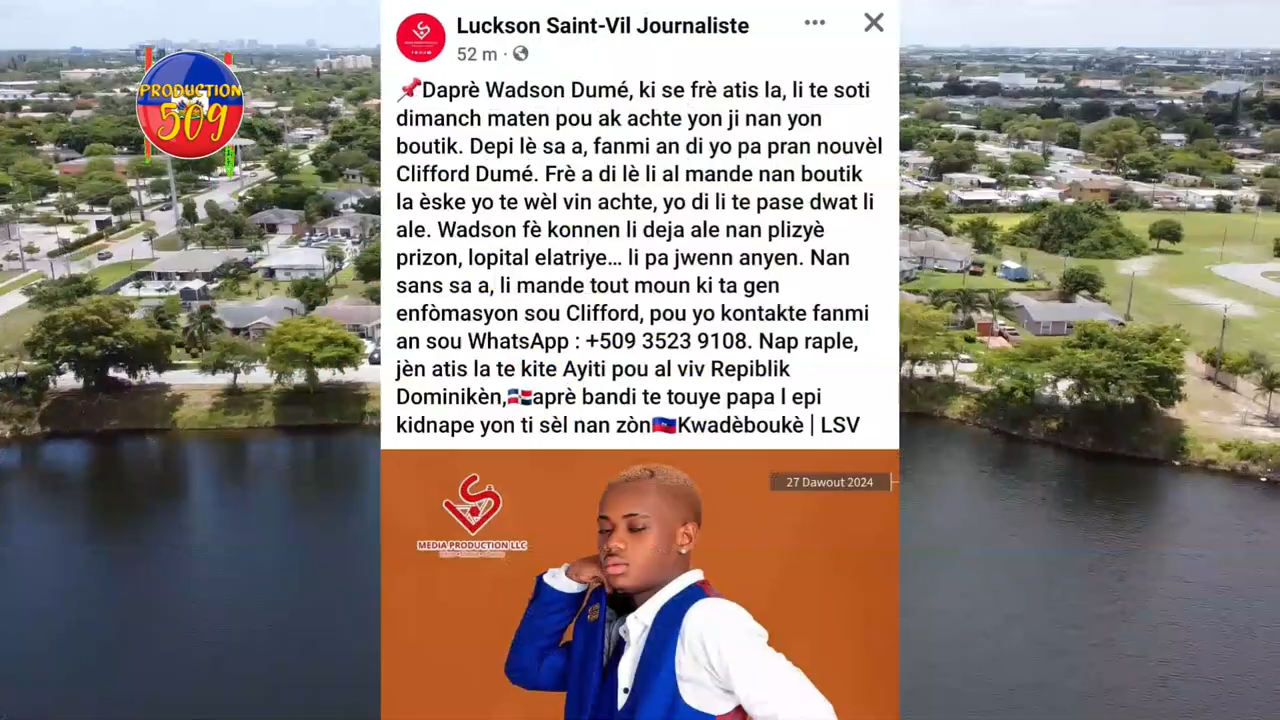 PRODUCTION
509
Luckson Saint-Vil Journaliste
52 m ·
Daprè Wadson Dumé, ki se frè atis la, li te soti
dimanch maten pou ak achte yon ji nan yon
boutik. Depi lè sa a, fanmi an di yo pa pran nouvèl
Clifford Dumé. Frè a di lè li al mande nan boutik
la èske yo te wèl vin achte, yo di li te pase dwat li
ale. Wadson fè konnen li deja ale nan plizyè
prizon, lopital elatriye... li pa jwenn anyen. Nan
sans sa a, li mande tout moun ki ta gen
enfòmasyon sou Clifford, pou yo kontakte fanmi
an sou WhatsApp : +509 3523 9108. Nap raple,
jèn atis la te kite Ayiti pou al viv Repiblik
Dominikèn,🇩🇴aprè bandi te touye papa l epi
kidnape yon ti sèl nan zòn🇭🇹Kwadèboukè | LSV
27 Dawout 2024
MEDIA PRODUCTION LLC